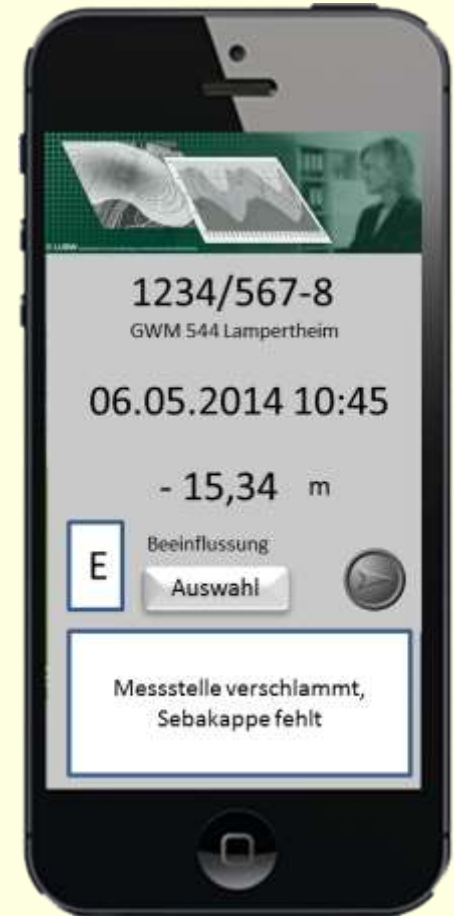 © LUBW
1234/567-8
GWM 544 Lampertheim
06.05.2014 10:45
- 15,34 m
Beeinflussung
E
Auswahl
Messstelle verschlammt,
Sebakappe fehlt